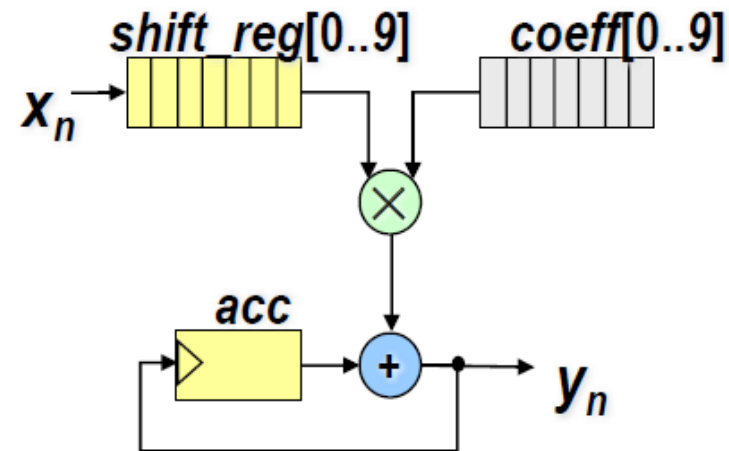 shift_reg[0..9]
coeff[0..9]
xn
×
acc
+
yn